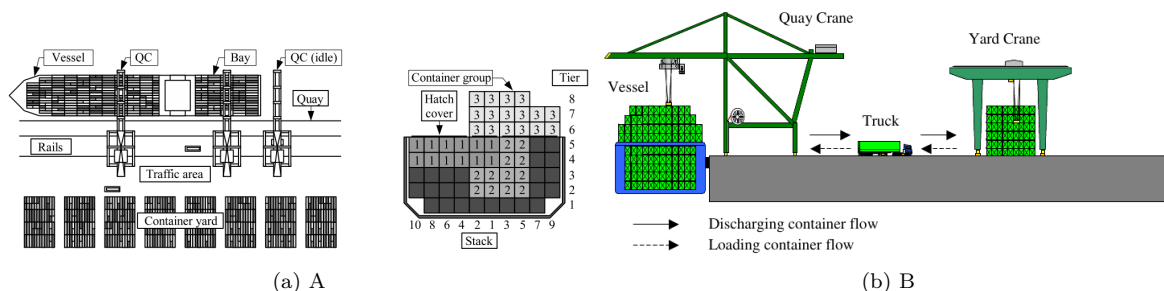 Vessel
QC
Bay
QC (idle)
Quay
Rails
Traffic area
Container yard
Container group
Tier
Hatch
cover
3 3 3 3 8
3 3 3 3 3 3 7
3 3 3 3 3 3 6
1 1 1 1 1 1 2 2 5
1 1 1 1 1 1 2 2 4
2 2 2 2 3
2 2 2 2 2
1
10 8 6 4 2 1 3 5 7 9
Stack
(a) A
Quay Crane
Yard Crane
Vessel
Truck
Discharging container flow
Loading container flow
(b) B